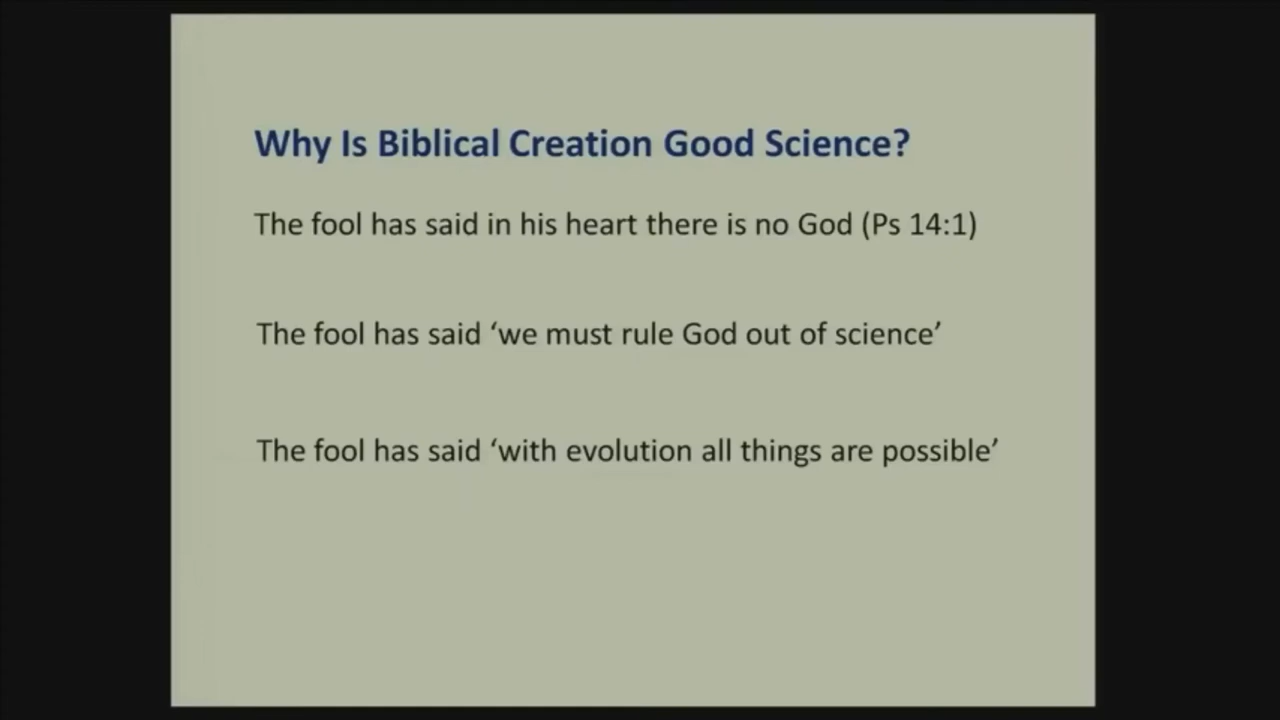 Why Is Biblical Creation Good Science?
The fool has said in his heart there is no God (Ps 14:1)
The fool has said ‘we must rule God out of science’
The fool has said ‘with evolution all things are possible’